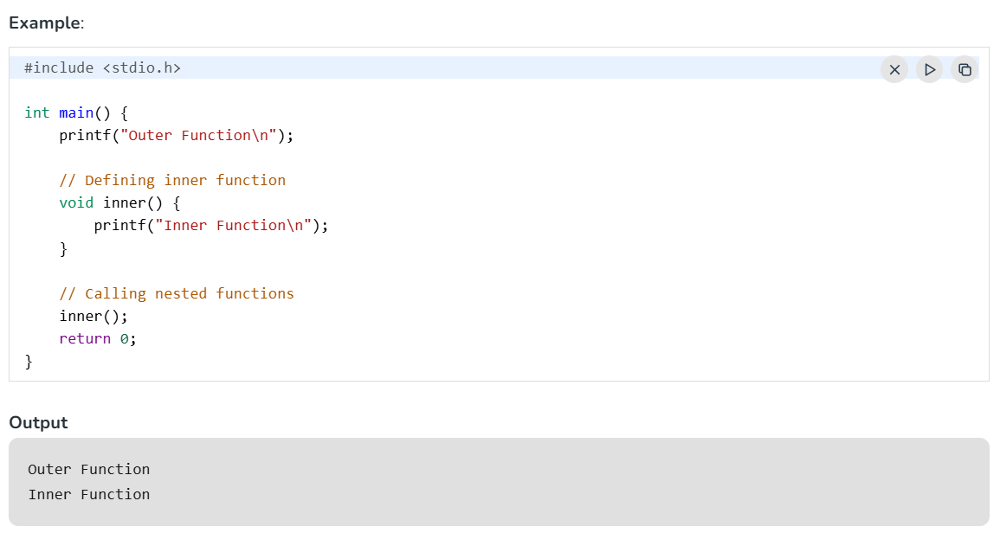 Example:
#include <stdio.h>
int main() {
    printf("Outer Function\n");
    // Defining inner function
    void inner() {
        printf("Inner Function\n");
    }
    // Calling nested functions
    inner();
    return 0;
}
Output
Outer Function
Inner Function